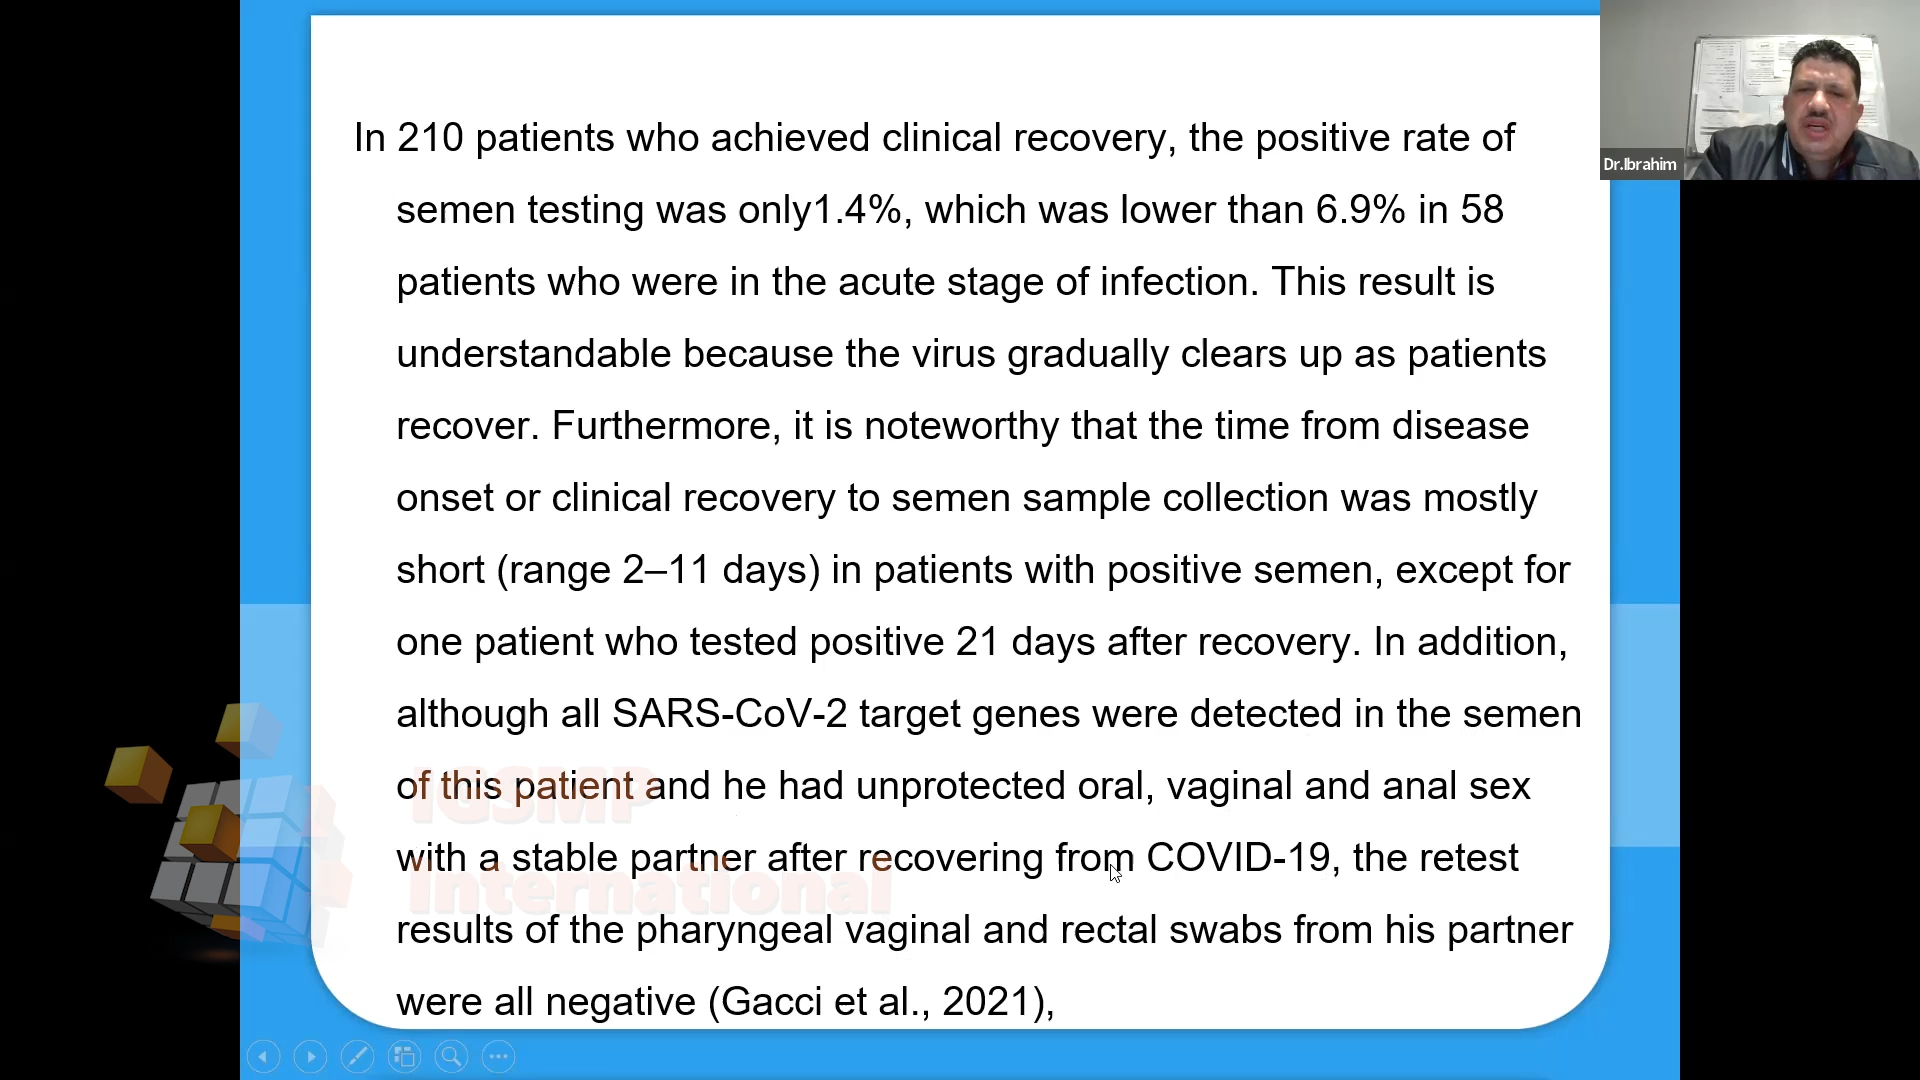 In 210 patients who achieved clinical recovery, the positive rate of
semen testing was only1.4%, which was lower than 6.9% in 58
patients who were in the acute stage of infection. This result is
understandable because the virus gradually clears up as patients
recover. Furthermore, it is noteworthy that the time from disease
onset or clinical recovery to semen sample collection was mostly
short (range 2–11 days) in patients with positive semen, except for
one patient who tested positive 21 days after recovery. In addition,
although all SARS-CoV-2 target genes were detected in the semen
of this patient and he had unprotected oral, vaginal and anal sex
with a stable partner after recovering from COVID-19, the retest
results of the pharyngeal vaginal and rectal swabs from his partner
were all negative (Gacci et al., 2021),
Dr.Ibrahim
IGSMP
International